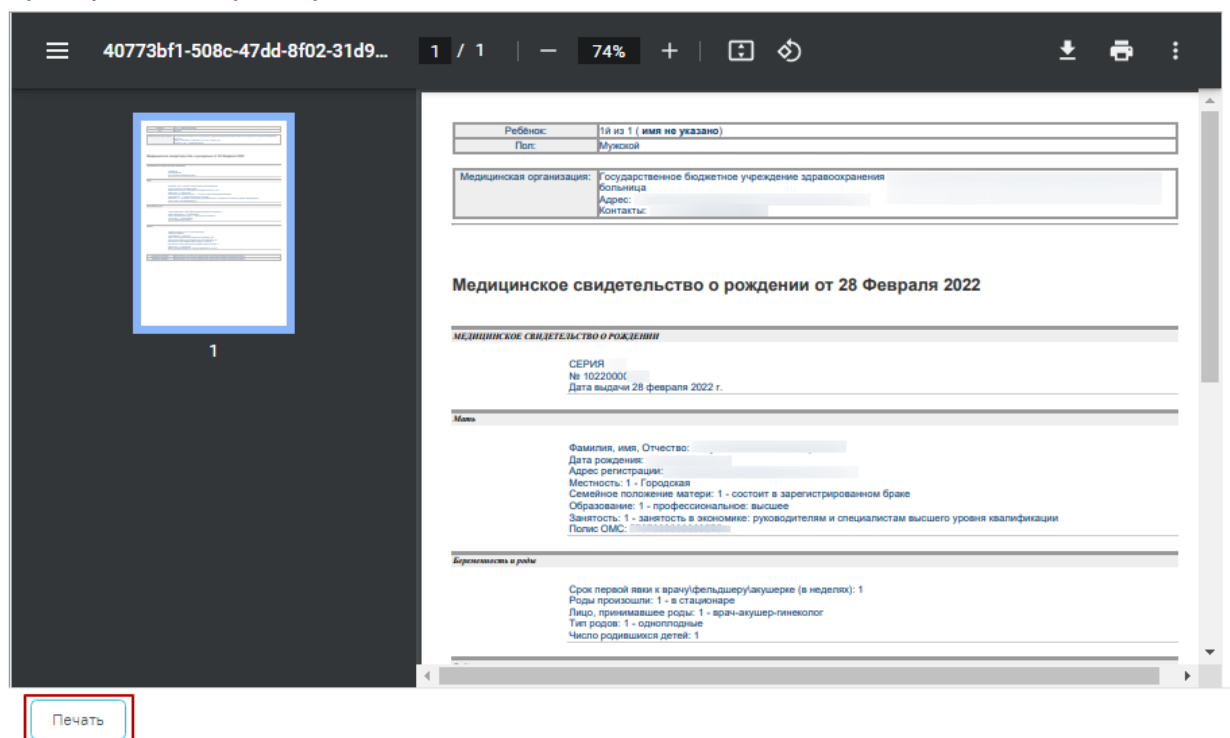 40773bf1-508c-47dd-8f02-31d9...
1 / 1
74%
1
Ребёнок: 1й из 1 ( имя не указано)
Пол: Мужской
Медицинская организация: Государственное бюджетное учреждение здравоохранения
больница
Адрес:
Контакты:
Медицинское свидетельство о рождении от 28 Февраля 2022
МЕДИЦИНСКОЕ СВИДЕТЕЛЬСТВО О РОЖДЕНИИ
СЕРИЯ
№ 1022000
Дата выдачи 28 февраля 2022 г.
Мать
Фамилия, имя, Отчество:
Дата рождения:
Адрес регистрации:
Местность: 1 - Городская
Семейное положение матери: 1 - состоит в зарегистрированном браке
Образование: 1 - профессиональное: высшее
Занятость: 1 - занятость в экономике: руководителям и специалистам высшего уровня квалификации
Полис ОМС:
Беременность и роды
Срок первой явки к врачу\фельдшеру\акушерке (в неделях): 1
Роды произошли: 1 - в стационаре
Лицо, принимавшее роды: 1 - врач-акушер-гинеколог
Тип родов: 1 - одноплодные
Число родившихся детей: 1
Печать